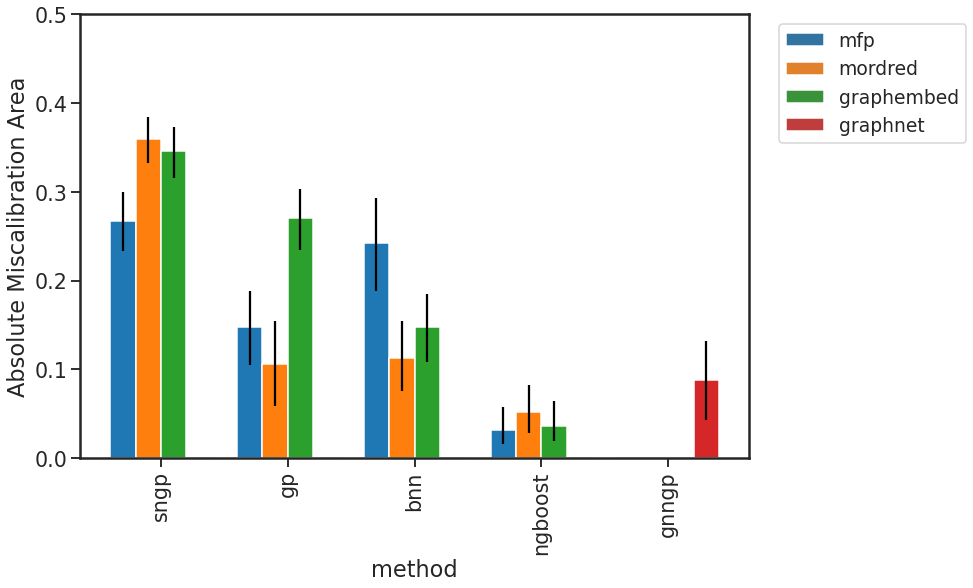 Absolute Miscalibration Area
0.5
0.4
0.3
0.2
0.1
0.0
sngp
gp
bnn
ngboost
gnngp
method
mfp
mordred
graphembed
graphnet